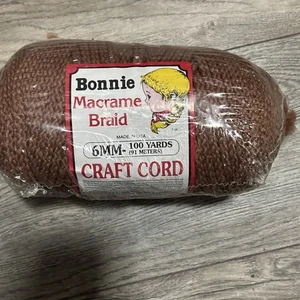 Bonnie
Macrame
Braid
MADE IN USA
6MM- 100 YARDS
(91 METERS)
CRAFT CORD